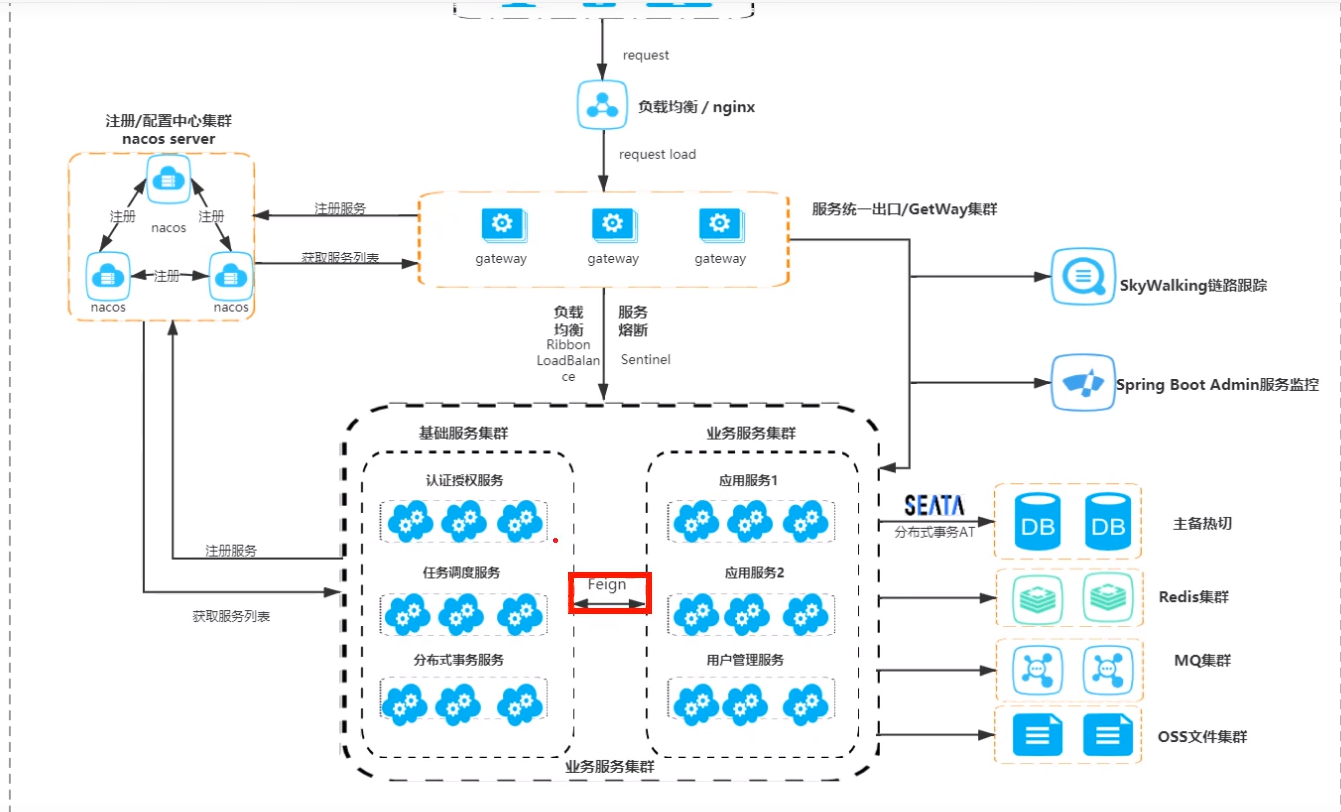 request
负载均衡 / nginx
request load
注册/配置中心集群
nacos server
注册
注册
nacos
注册
nacos
nacos
注册服务
获取服务列表
gateway
gateway
gateway
服务统一出口/GetWay集群
SkyWalking链路跟踪
Spring Boot Admin服务监控
负载
均衡
Ribbon
LoadBalan
ce
服务
熔断
Sentinel
基础服务集群
业务服务集群
认证授权服务
应用服务1
任务调度服务
应用服务2
Feign
分布式事务服务
用户管理服务
业务服务集群
注册服务
获取服务列表
SEATA
分布式事务AT
DB
DB
主备热切
Redis集群
MQ集群
OSS文件集群